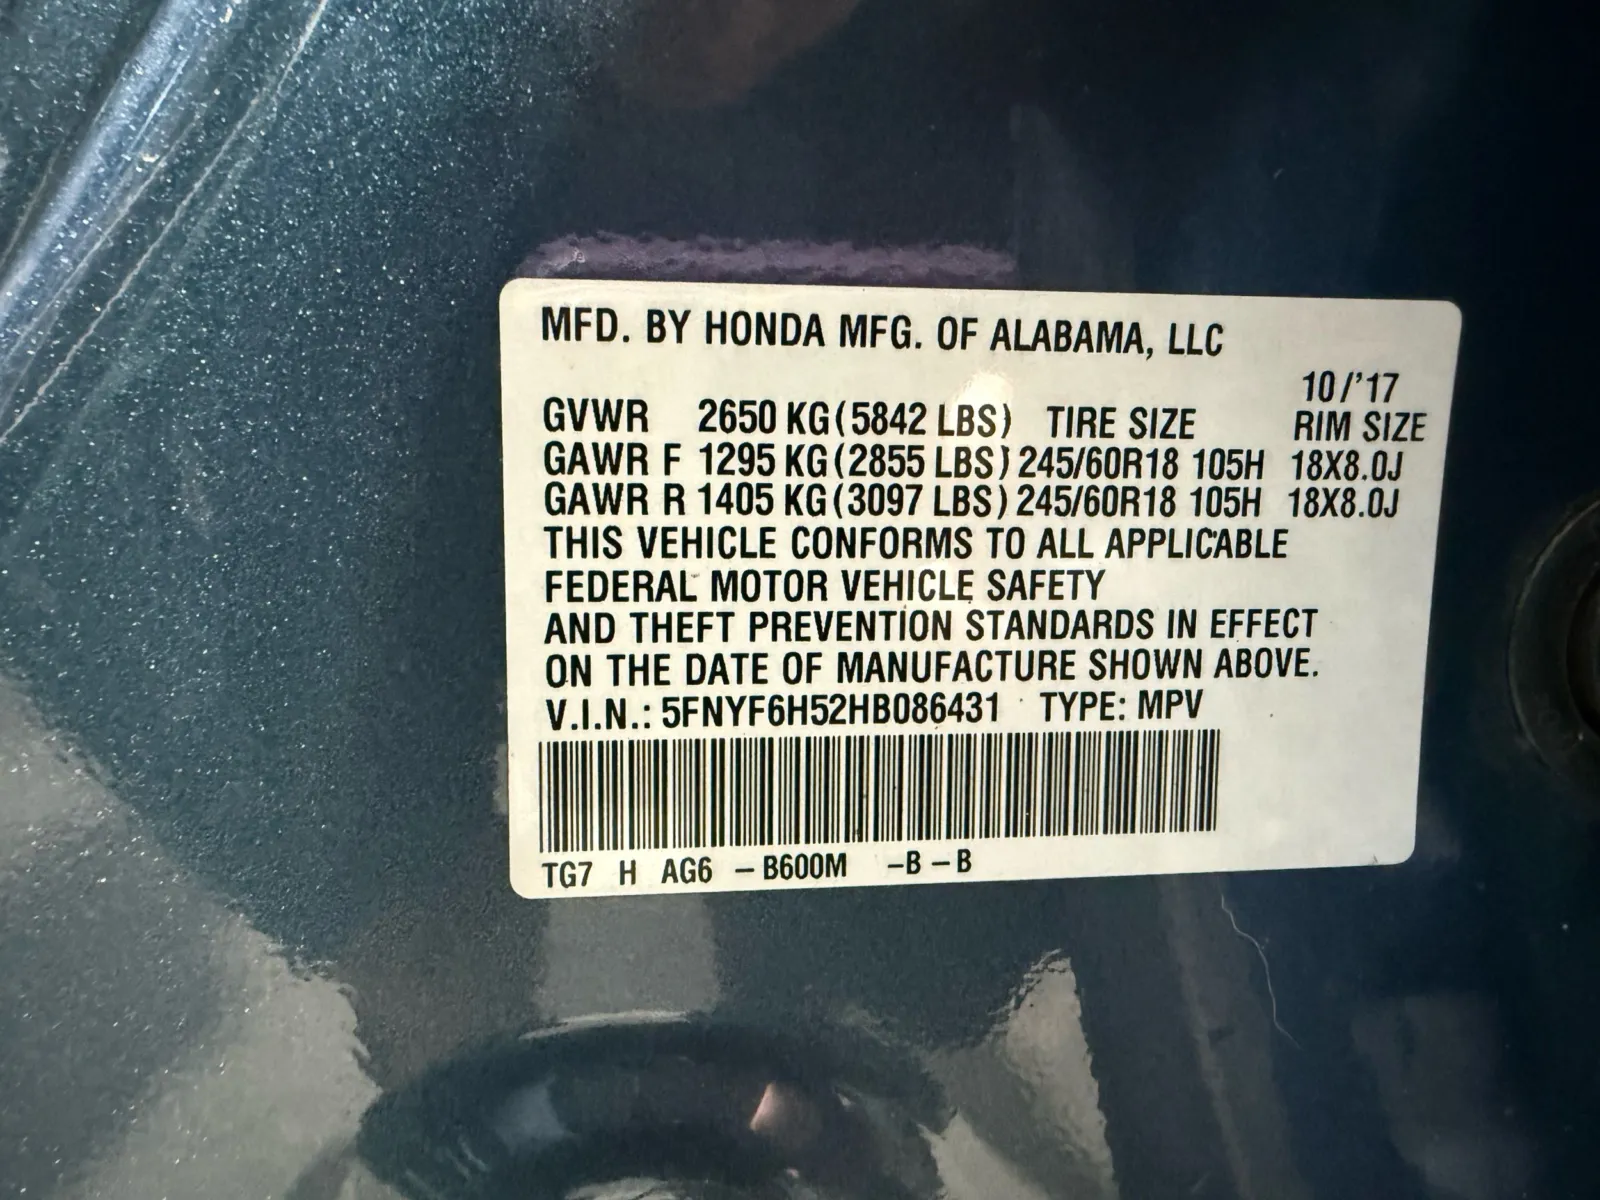 MFD. BY HONDA MFG. OF ALABAMA, LLC
10/'17
GVWR 2650 KG(5842 LBS) TIRE SIZE RIM SIZE
GAWR F 1295 KG(2855 LBS) 245/60R18 105H 18X8.0J
GAWR R 1405 KG(3097 LBS) 245/60R18 105H 18X8.0J
THIS VEHICLE CONFORMS TO ALL APPLICABLE
FEDERAL MOTOR VEHICLE SAFETY
AND THEFT PREVENTION STANDARDS IN EFFECT
ON THE DATE OF MANUFACTURE SHOWN ABOVE.
V.I.N.: 5FNYF6H52HB086431 TYPE: MPV
TG7 H AG6 –B600M –B –B